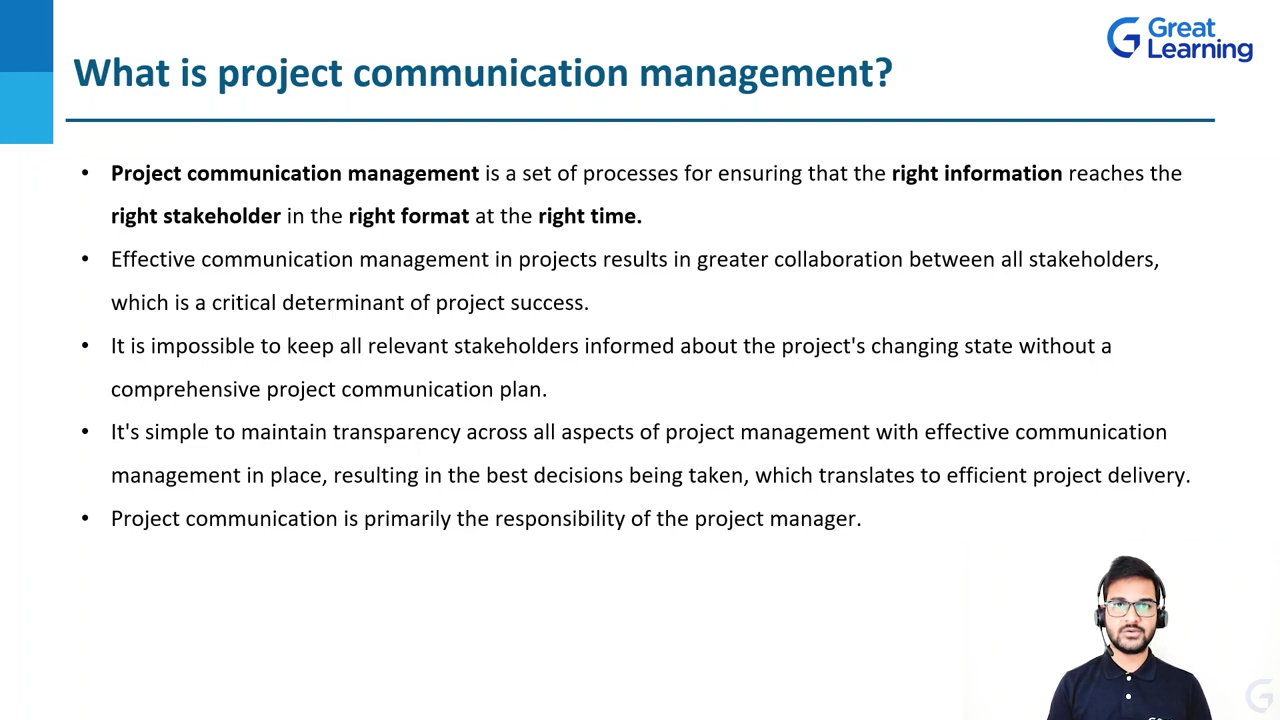 Great
Learning
What is project communication management?
• Project communication management is a set of processes for ensuring that the right information reaches the
right stakeholder in the right format at the right time.
• Effective communication management in projects results in greater collaboration between all stakeholders,
which is a critical determinant of project success.
• It is impossible to keep all relevant stakeholders informed about the project's changing state without a
comprehensive project communication plan.
• It's simple to maintain transparency across all aspects of project management with effective communication
management in place, resulting in the best decisions being taken, which translates to efficient project delivery.
• Project communication is primarily the responsibility of the project manager.